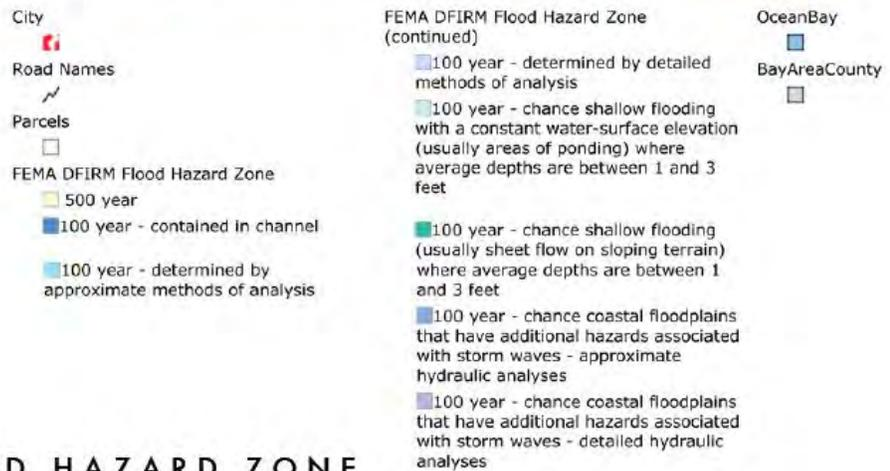 City
Road Names
Parcels
FEMA DFIRM Flood Hazard Zone
500 year
100 year - contained in channel
100 year - determined by
approximate methods of analysis
FEMA DFIRM Flood Hazard Zone
(continued)
100 year - determined by detailed
methods of analysis
100 year - chance shallow flooding
with a constant water-surface elevation
(usually areas of ponding) where
average depths are between 1 and 3
feet
100 year - chance shallow flooding
(usually sheet flow on sloping terrain)
where average depths are between 1
and 3 feet
100 year - chance coastal floodplains
that have additional hazards associated
with storm waves - approximate
hydraulic analyses
100 year - chance coastal floodplains
that have additional hazards associated
with storm waves - detailed hydraulic
analyses
OceanBay
BayAreaCounty
D HAZARD ZONE